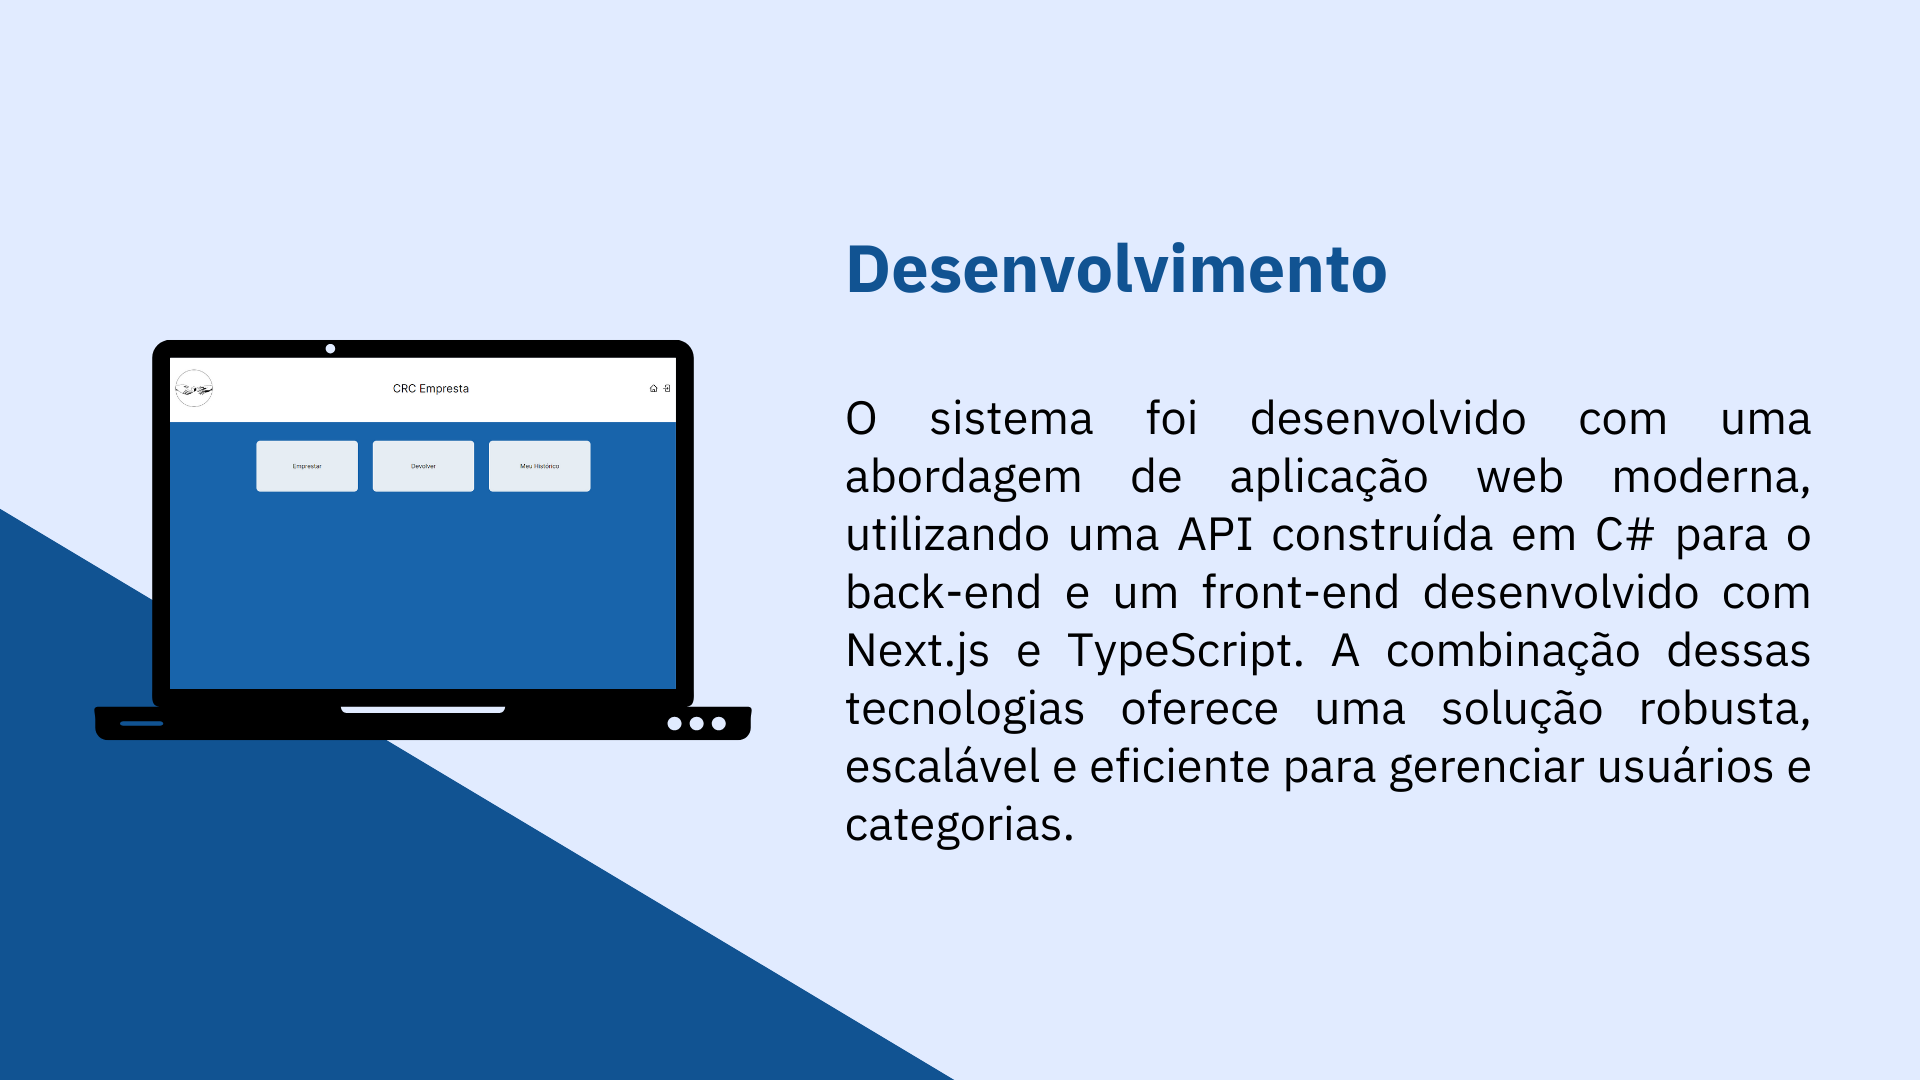 Desenvolvimento
CRC Empresta
Emprestar
Devolver
Meu Histórico
O sistema foi desenvolvido com uma
abordagem de aplicação web moderna,
utilizando uma API construída em C# para o
back-end e um front-end desenvolvido com
Next.js e TypeScript. A combinação dessas
tecnologias oferece uma solução robusta,
escalável e eficiente para gerenciar usuários e
categorias.